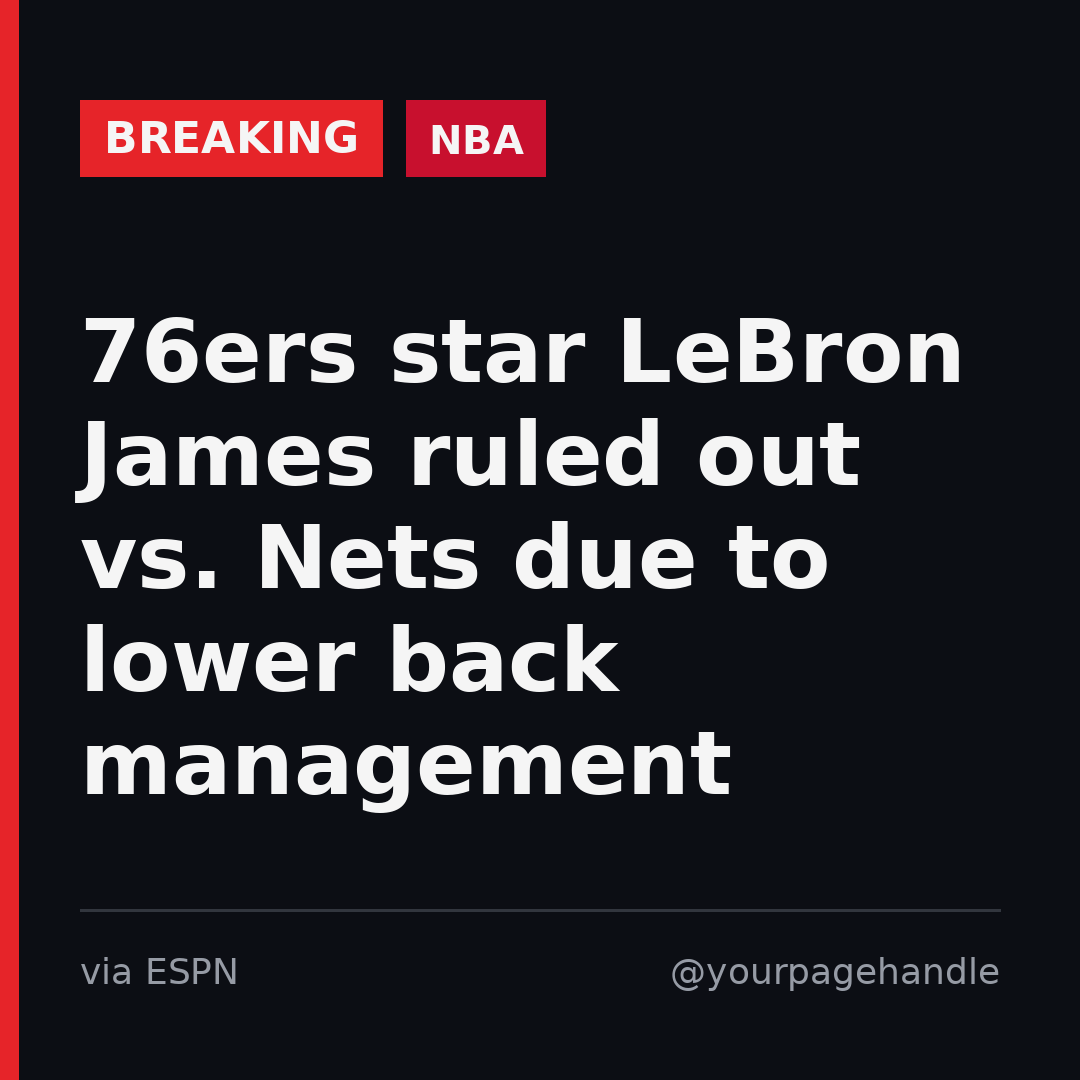 BREAKING NBA
76ers star LeBron
James ruled out
vs. Nets due to
lower back
management
via ESPN @yourpagehandle